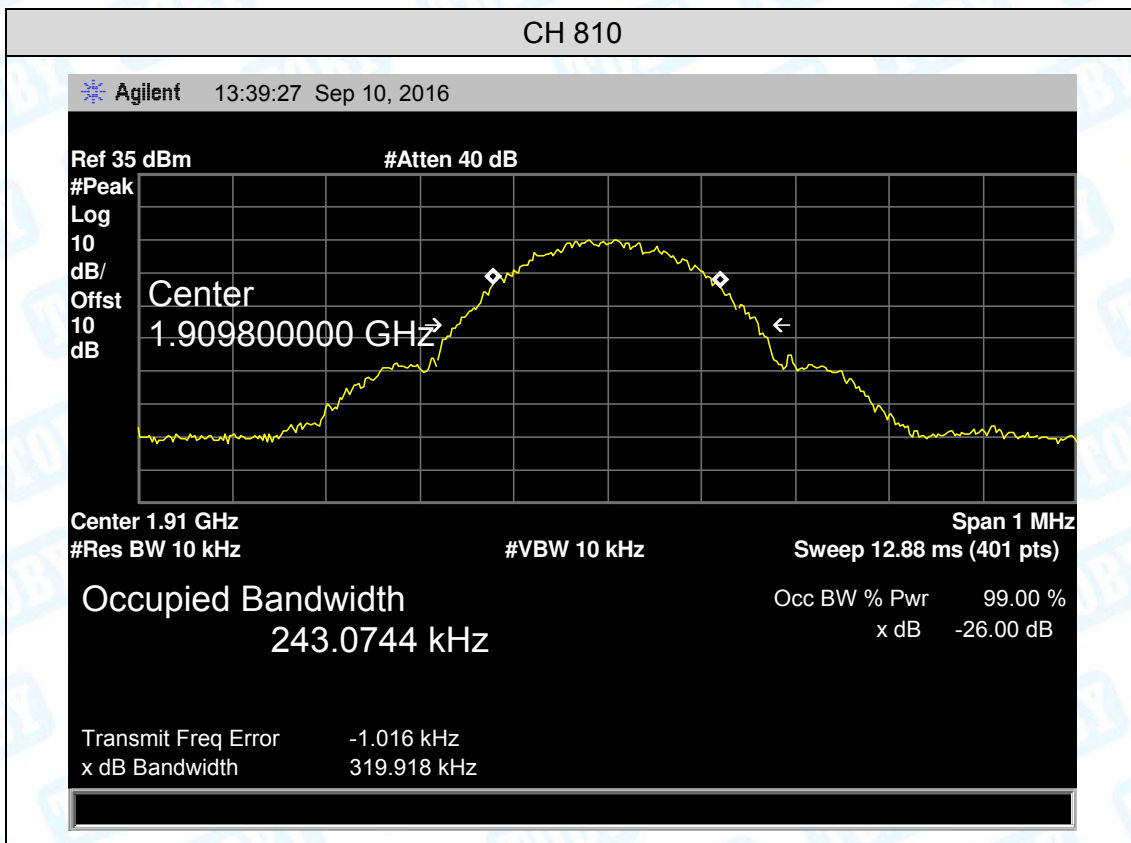 CH 810
Agilent 13:39:27 Sep 10, 2016
Ref 35 dBm #Atten 40 dB
#Peak
Log
10
dB/
Offst
10
dB
Center
1.909800000 GHz
Center 1.91 GHz Span 1 MHz
#Res BW 10 kHz #VBW 10 kHz Sweep 12.88 ms (401 pts)
Occupied Bandwidth
243.0744 kHz
Occ BW % Pwr 99.00 %
x dB -26.00 dB
Transmit Freq Error -1.016 kHz
x dB Bandwidth 319.918 kHz